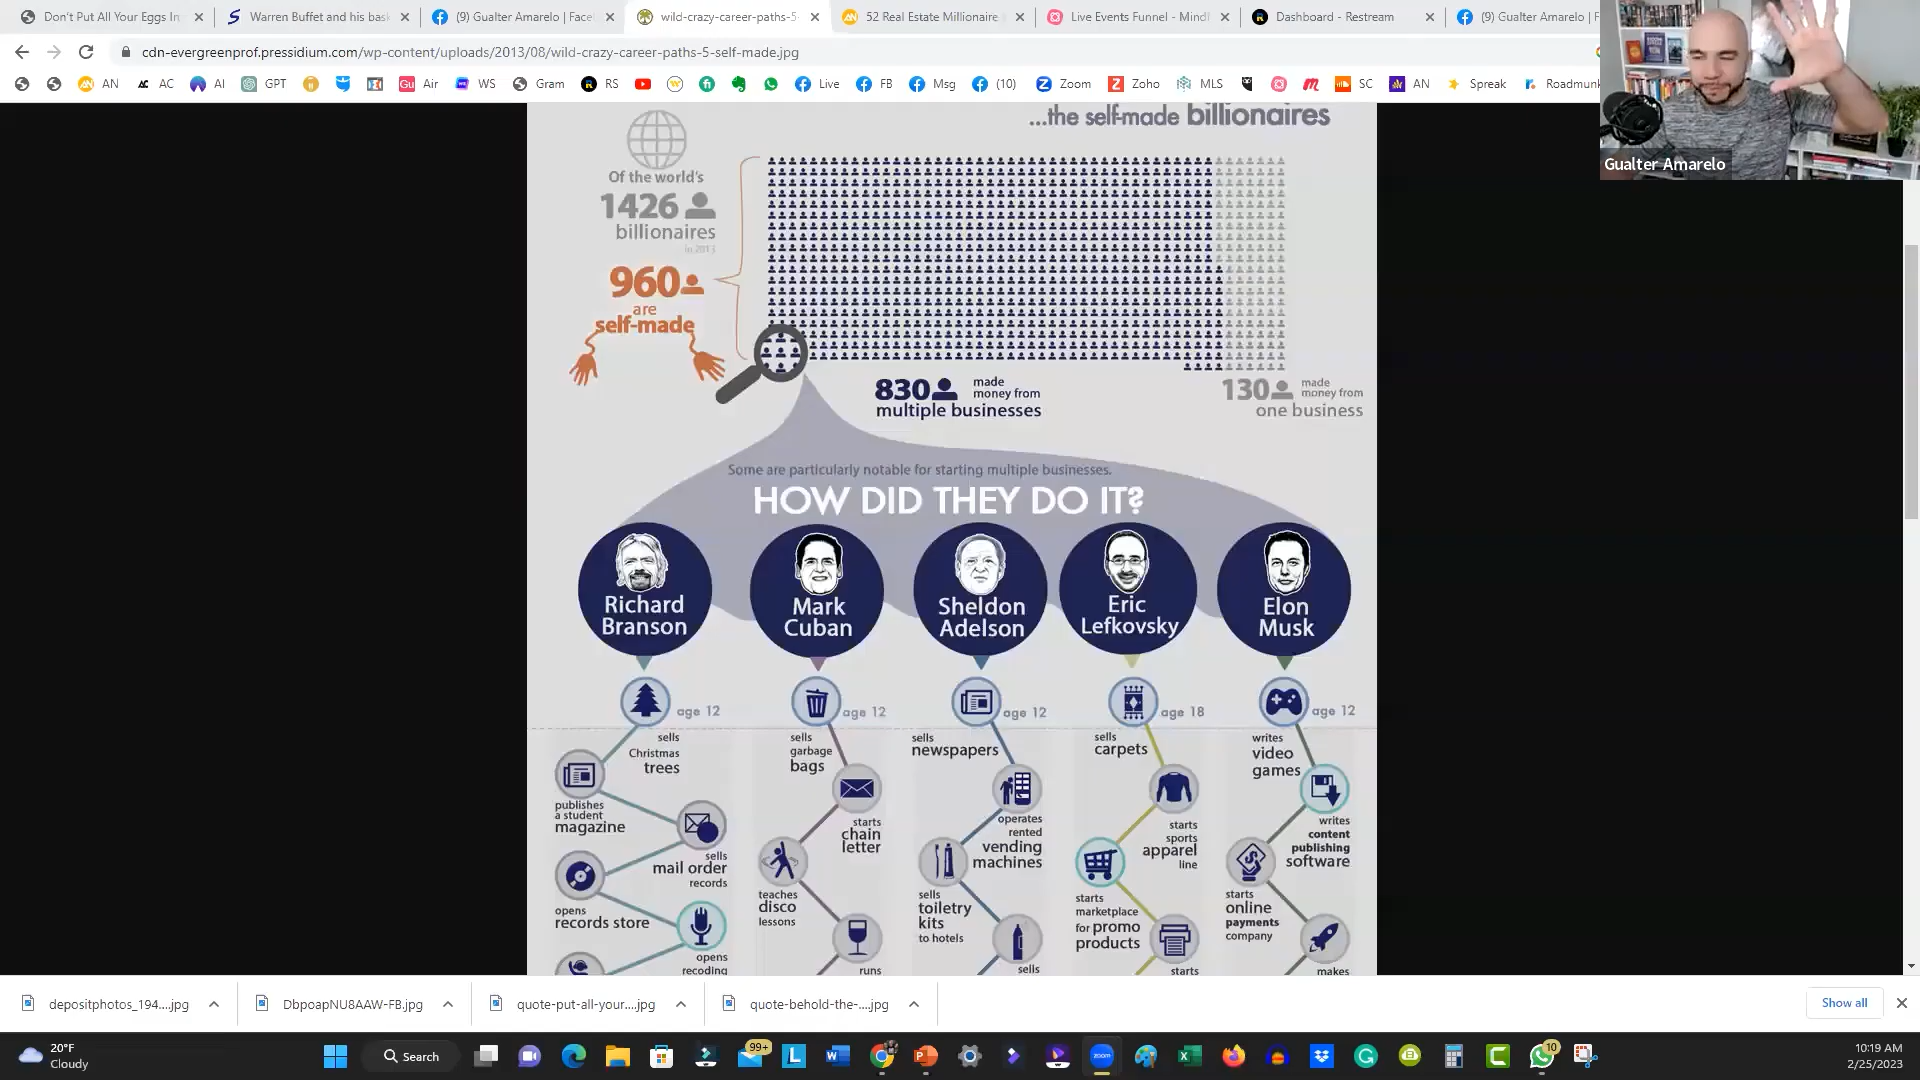 Don't Put All Your Eggs In
Warren Buffet and his bask
(9) Gualter Amarelo | Face
wild-crazy-career-paths-5-
52 Real Estate Millionaire
Live Events Funnel - Mind
Dashboard - Restream
(9) Gualter Amarelo | F
cdn-evergreenprof.pressidium.com/wp-content/uploads/2013/08/wild-crazy-career-paths-5-self-made.jpg
AN
AC
AI
GPT
Air
WS
Gram
RS
Live
FB
Msg
(10)
Zoom
Zoho
MLS
SC
AN
Spreak
Roadmunk
Gualter Amarelo
...the self-made billionaires
Of the world's
1426
billionaires
in 2013
960
are
self-made
830 made
money from
multiple businesses
130 made
money from
one business
Some are particularly notable for starting multiple businesses.
HOW DID THEY DO IT?
Richard
Branson
Mark
Cuban
Sheldon
Adelson
Eric
Lefkovsky
Elon
Musk
age 12
age 12
age 12
age 18
age 12
sells
Christmas
trees
publishes
a student
magazine
sells
mail order
records
opens
records store
opens
recoding
sells
garbage
bags
starts
chain
letter
teaches
disco
lessons
runs
sells
newspapers
operates
rented
vending
machines
sells
toiletry
kits
to hotels
sells
sells
carpets
starts
sports
apparel
line
starts
marketplace
for promo
products
starts
writes
video
games
writes
content
publishing
software
starts
online
payments
company
makes
depositphotos_194....jpg
DbpoapNU8AAW-FB.jpg
quote-put-all-your....jpg
quote-behold-the-....jpg
Show all
20°F
Cloudy
Search
99+
zoom
10
10:19 AM
2/25/2023